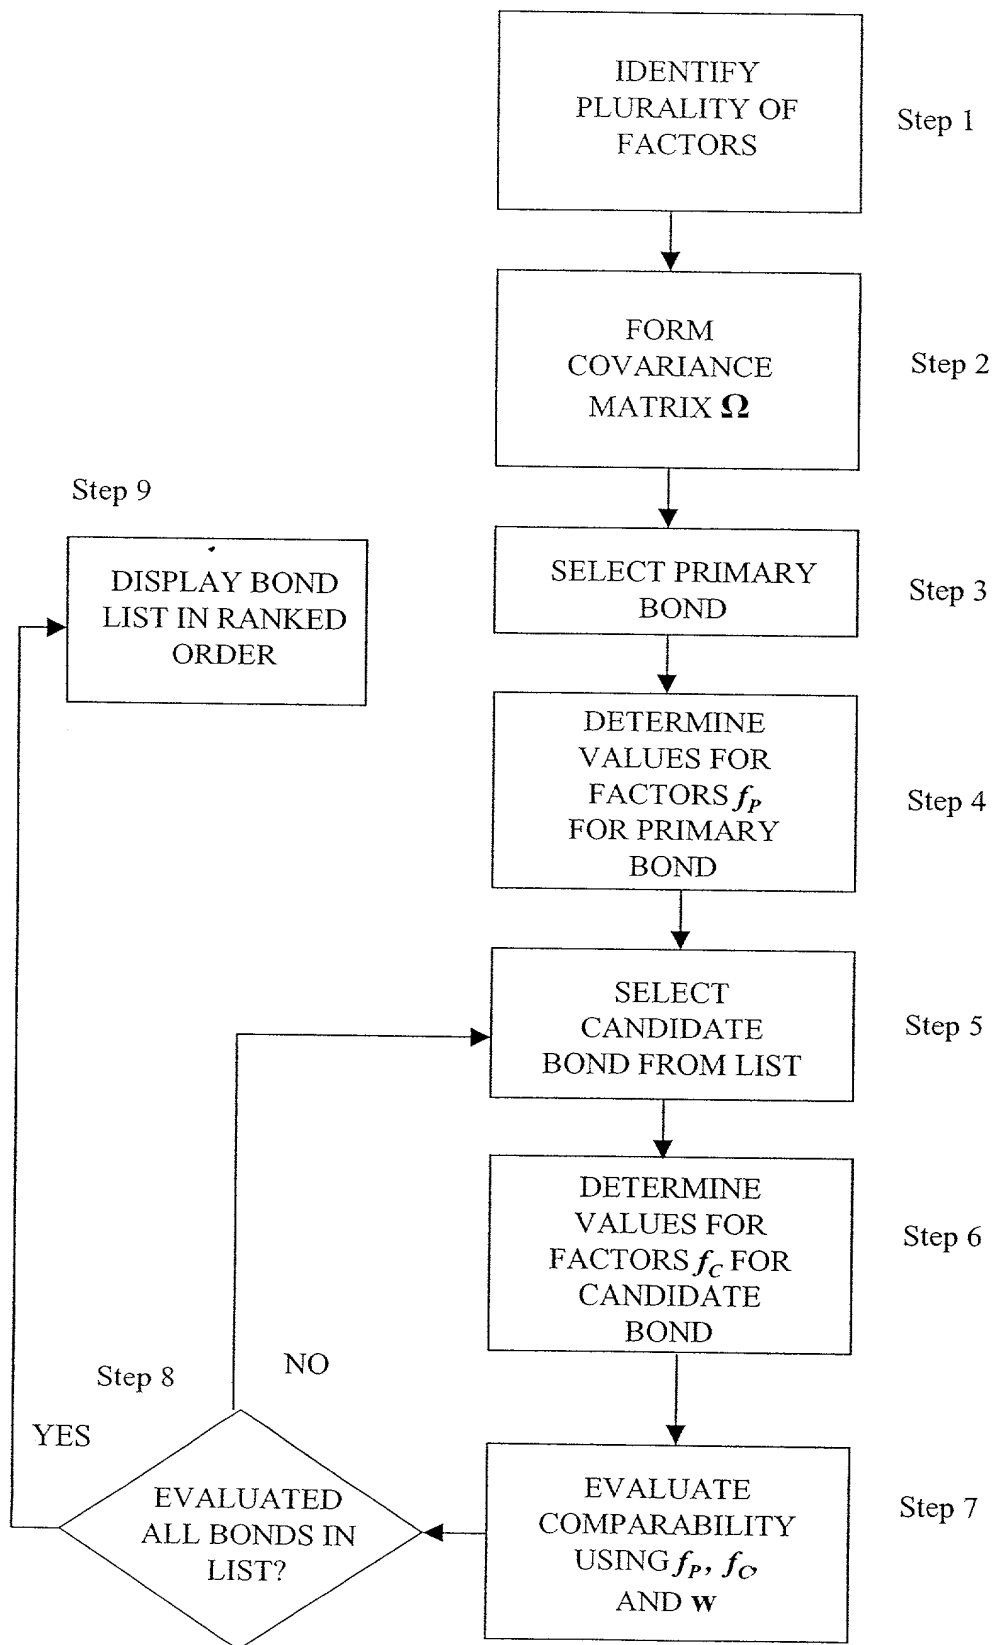 IDENTIFY
PLURALITY OF
FACTORS
Step 1
FORM
COVARIANCE
MATRIX Ω
Step 2
SELECT PRIMARY
BOND
Step 3
DETERMINE
VALUES FOR
FACTORS fP
FOR PRIMARY
BOND
Step 4
SELECT
CANDIDATE
BOND FROM LIST
Step 5
DETERMINE
VALUES FOR
FACTORS fC FOR
CANDIDATE
BOND
Step 6
EVALUATE
COMPARABILITY
USING fP, fC,
AND w
Step 7
Step 8
EVALUATED
ALL BONDS IN
LIST?
NO
YES
Step 9
DISPLAY BOND
LIST IN RANKED
ORDER